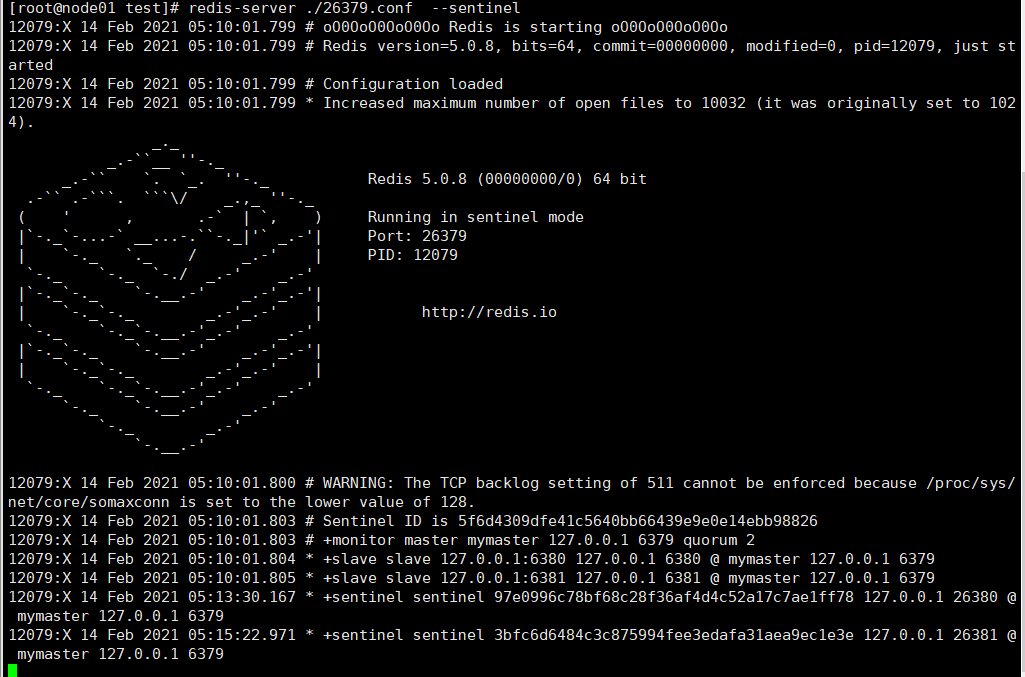 [root@node01 test]# redis-server ./26379.conf  --sentinel
12079:X 14 Feb 2021 05:10:01.799 # oO0OoO0OoO0Oo Redis is starting oO0OoO0OoO0Oo
12079:X 14 Feb 2021 05:10:01.799 # Redis version=5.0.8, bits=64, commit=00000000, modified=0, pid=12079, just st
arted
12079:X 14 Feb 2021 05:10:01.799 # Configuration loaded
12079:X 14 Feb 2021 05:10:01.799 * Increased maximum number of open files to 10032 (it was originally set to 102
4).
Redis 5.0.8 (00000000/0) 64 bit
Running in sentinel mode
Port: 26379
PID: 12079
http://redis.io
12079:X 14 Feb 2021 05:10:01.800 # WARNING: The TCP backlog setting of 511 cannot be enforced because /proc/sys/
net/core/somaxconn is set to the lower value of 128.
12079:X 14 Feb 2021 05:10:01.803 # Sentinel ID is 5f6d4309dfe41c5640bb66439e9e0e14ebb98826
12079:X 14 Feb 2021 05:10:01.803 # +monitor master mymaster 127.0.0.1 6379 quorum 2
12079:X 14 Feb 2021 05:10:01.804 * +slave slave 127.0.0.1:6380 127.0.0.1 6380 @ mymaster 127.0.0.1 6379
12079:X 14 Feb 2021 05:10:01.805 * +slave slave 127.0.0.1:6381 127.0.0.1 6381 @ mymaster 127.0.0.1 6379
12079:X 14 Feb 2021 05:13:30.167 * +sentinel sentinel 97e0996c78bf68c28f36af4d4c52a17c7ae1ff78 127.0.0.1 26380 @
 mymaster 127.0.0.1 6379
12079:X 14 Feb 2021 05:15:22.971 * +sentinel sentinel 3bfc6d6484c3c875994fee3edafa31aea9ec1e3e 127.0.0.1 26381 @
 mymaster 127.0.0.1 6379